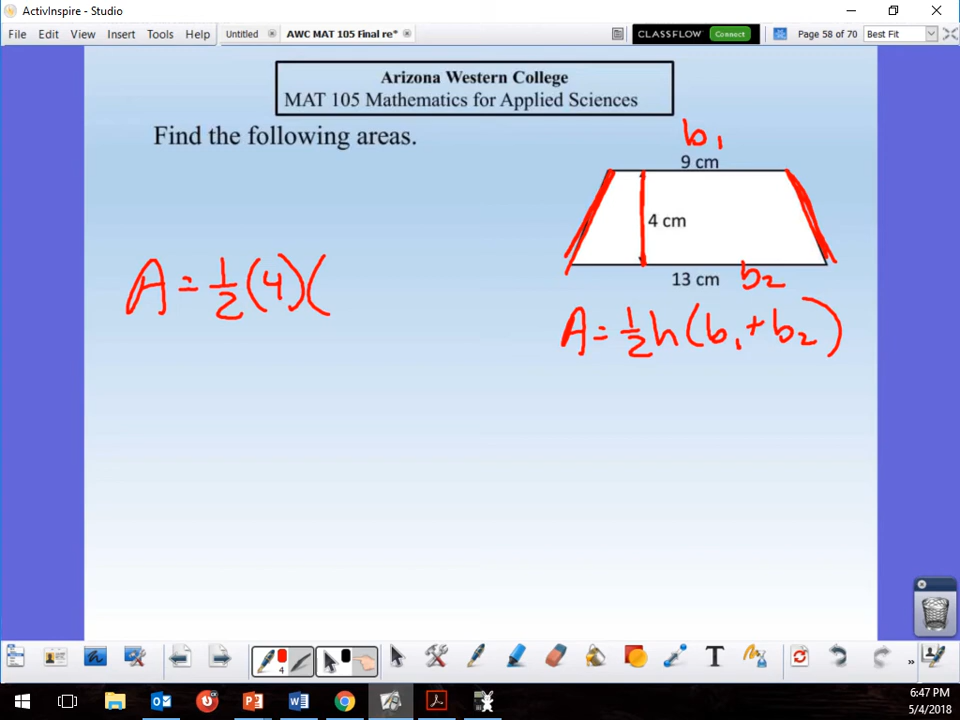 ActivInspire - Studio
File Edit View Insert Tools Help
Untitled
AWC MAT 105 Final re*
CLASSFLOW Connect
Page 58 of 70
Best Fit
Arizona Western College
MAT 105 Mathematics for Applied Sciences
Find the following areas.
b₁
9 cm
4 cm
13 cm
b₂
A = ½ (4) (
A = ½ h (b₁ + b₂)
4
T
»
6:47 PM
5/4/2018